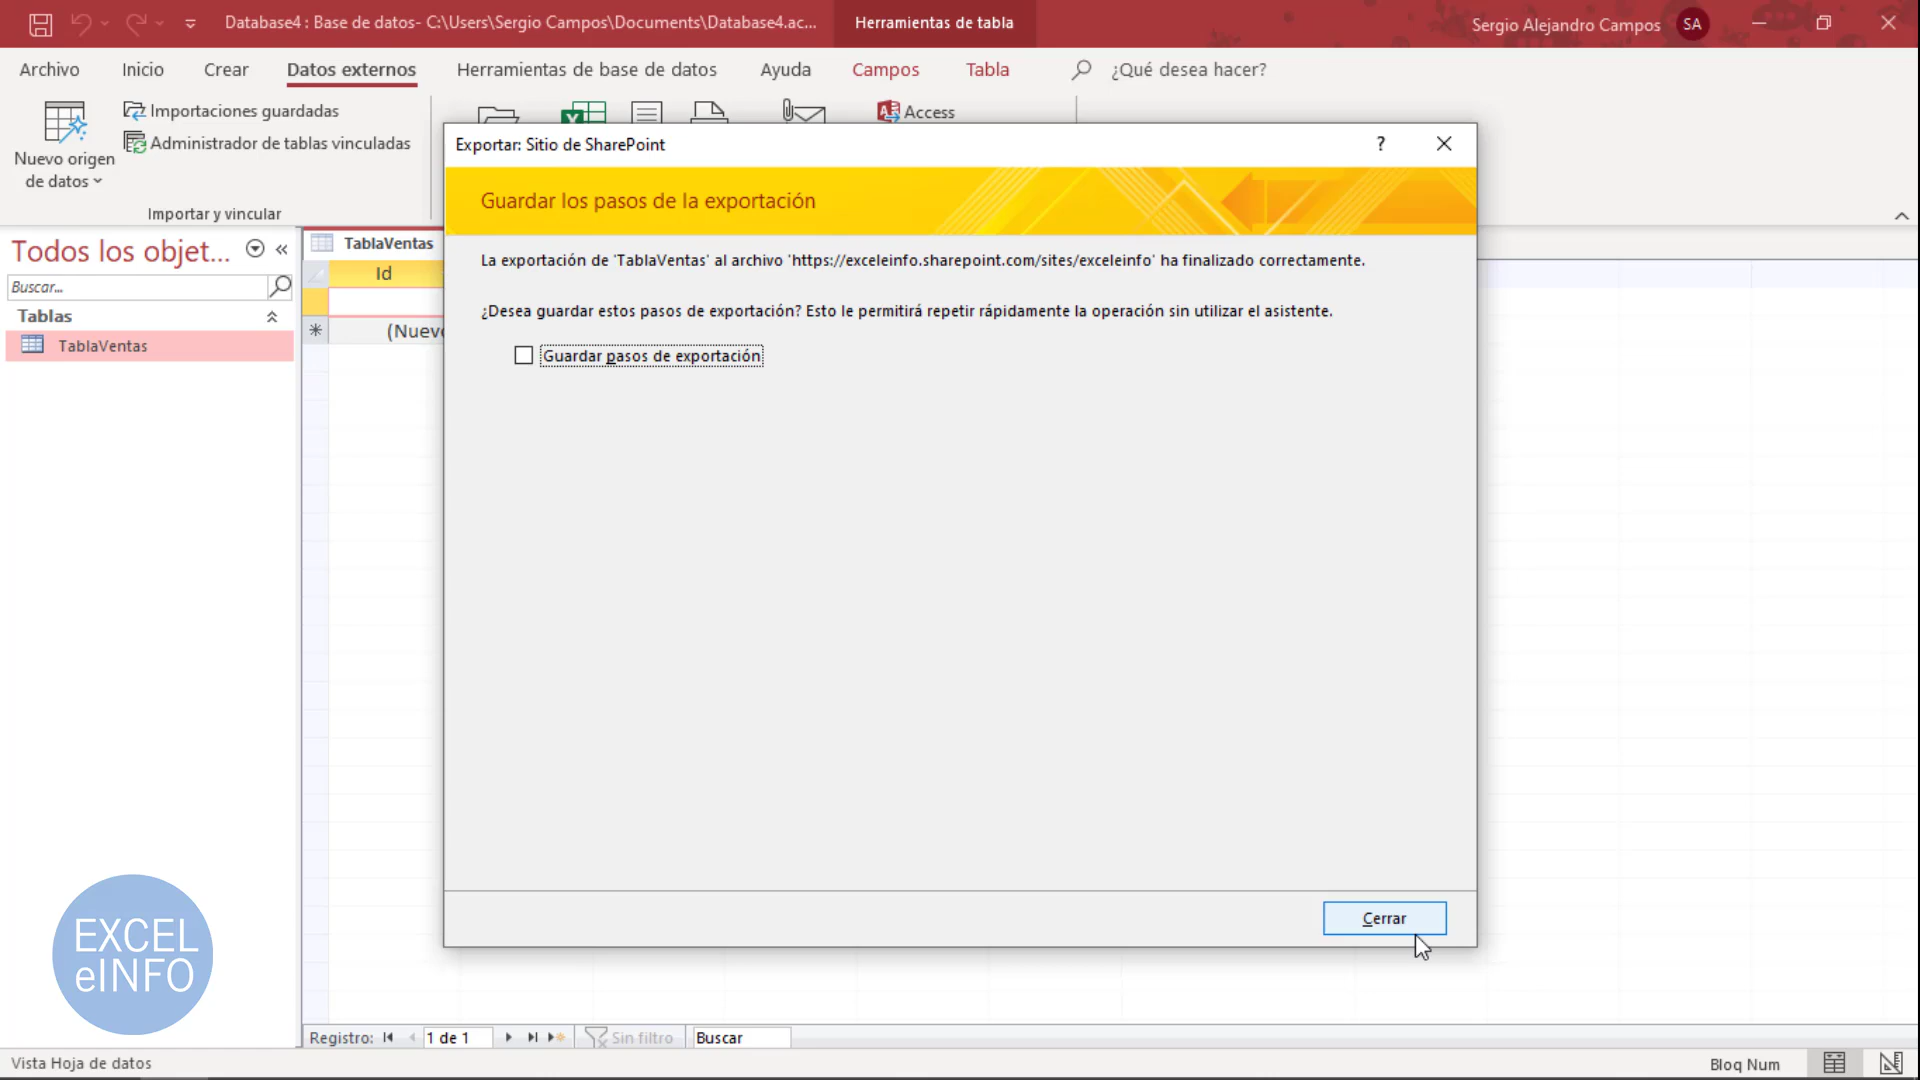 Database4 : Base de datos- C:\Users\Sergio Campos\Documents\Database4.ac...
Herramientas de tabla
Sergio Alejandro Campos
SA
Archivo
Inicio
Crear
Datos externos
Herramientas de base de datos
Ayuda
Campos
Tabla
¿Qué desea hacer?
Nuevo origen
de datos
Importaciones guardadas
Administrador de tablas vinculadas
Importar y vincular
Access
Exportar: Sitio de SharePoint
?
Guardar los pasos de la exportación
La exportación de 'TablaVentas' al archivo 'https://exceleinfo.sharepoint.com/sites/exceleinfo' ha finalizado correctamente.
¿Desea guardar estos pasos de exportación? Esto le permitirá repetir rápidamente la operación sin utilizar el asistente.
Guardar pasos de exportación
Cerrar
Todos los objet...
Buscar...
Tablas
TablaVentas
TablaVentas
Id
(Nuevo
EXCEL
eINFO
Registro:
1 de 1
Sin filtro
Buscar
Vista Hoja de datos
Bloq Num